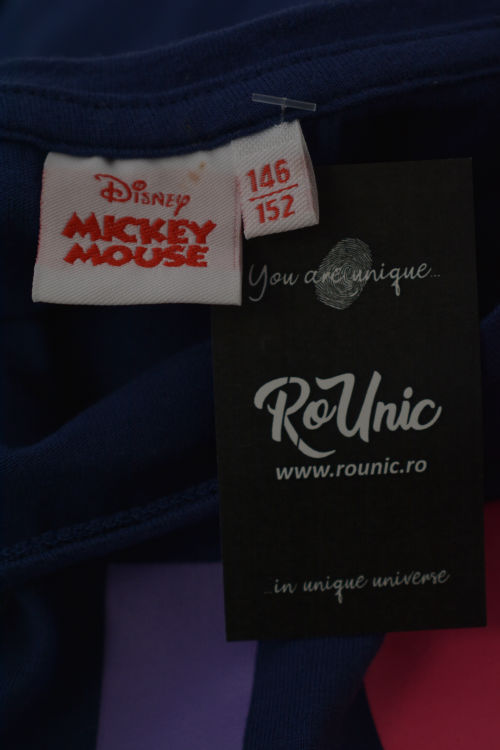 Disney
MICKEY
MOUSE
146
152
You are unique...
RoUnic
www.rounic.ro
...in unique universe